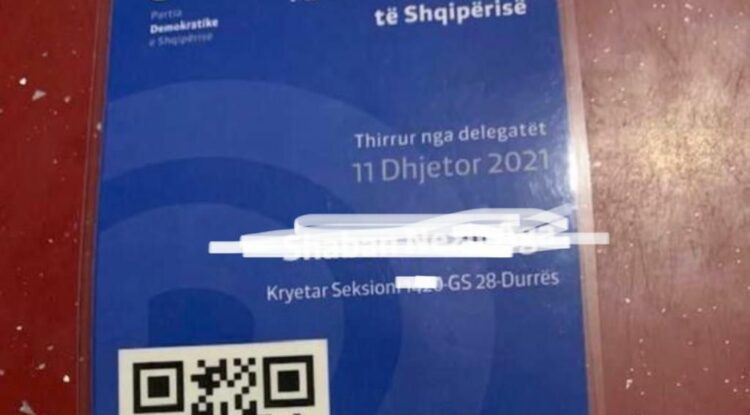 Partia
Demokratike
e Shqipërisë
të Shqipërisë
Thirrur nga delegatët
11 Dhjetor 2021
Kryetar Seksioni GS 28-Durrës